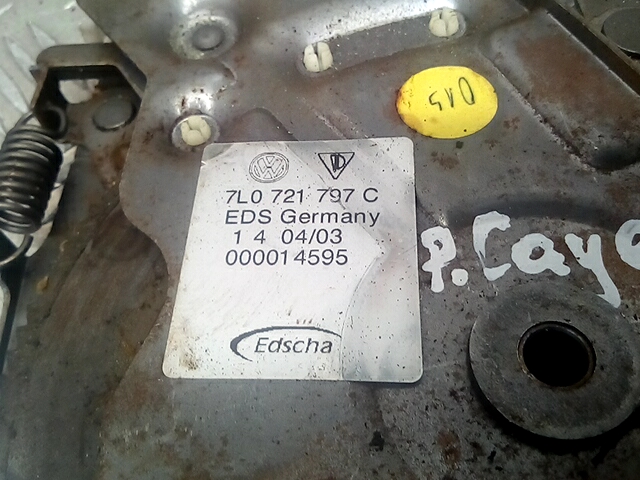 7L0 721 797 C
EDS Germany
1 4 04/03
000014595
Edscha
P.Caye